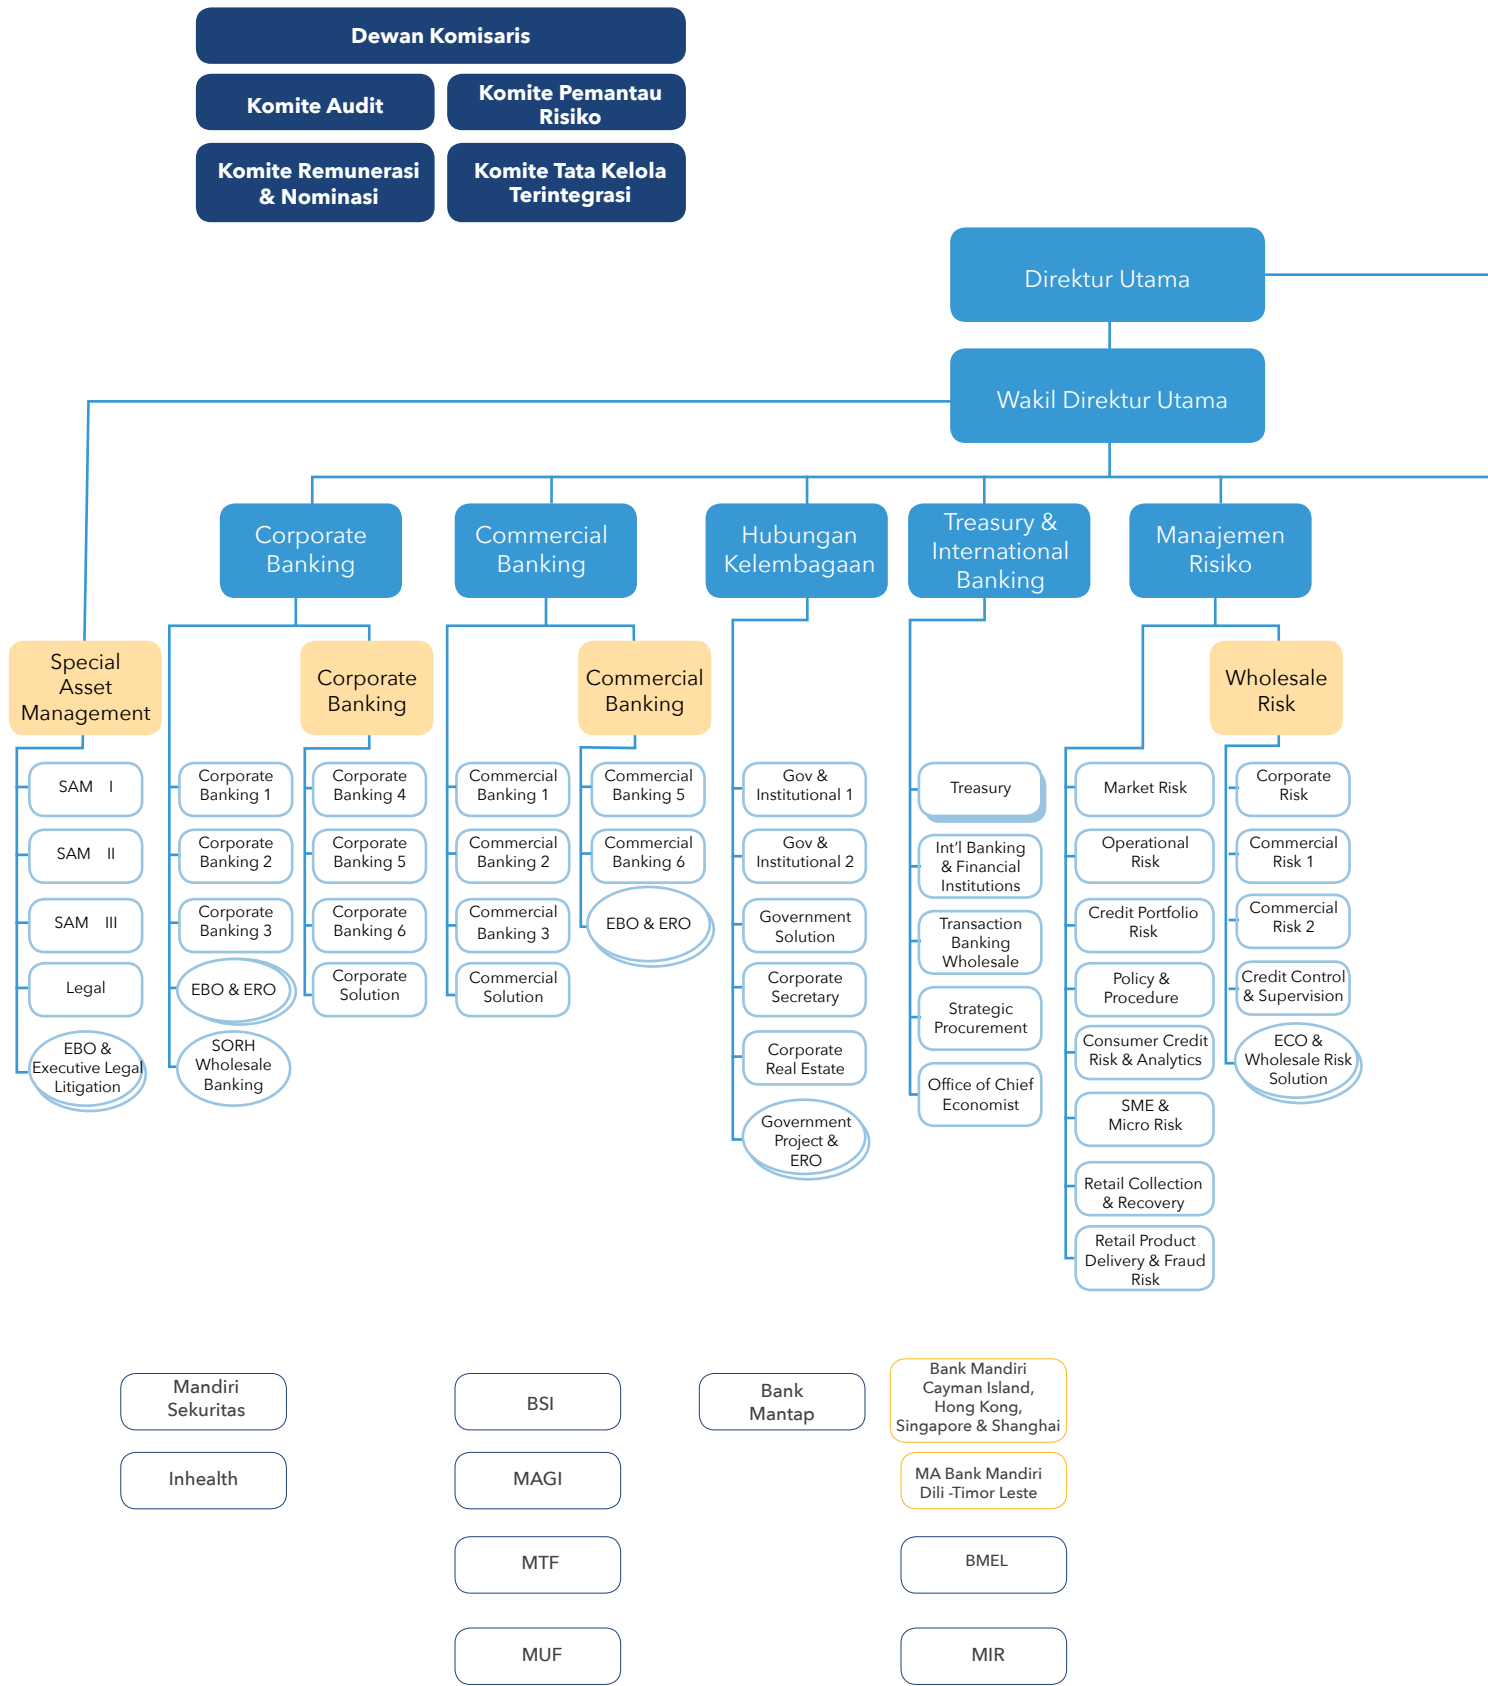 Dewan Komisaris
Komite Audit
Komite Pemantau
Risiko
Komite Remunerasi
& Nominasi
Komite Tata Kelola
Terintegrasi
Direktur Utama
Wakil Direktur Utama
Corporate
Banking
Commercial
Banking
Hubungan
Kelembagaan
Treasury &
International
Banking
Manajemen
Risiko
Special
Asset
Management
Corporate
Banking
Commercial
Banking
Wholesale
Risk
SAM I
SAM II
SAM III
Legal
EBO &
Executive Legal
Litigation
Corporate
Banking 1
Corporate
Banking 2
Corporate
Banking 3
EBO & ERO
SORH
Wholesale
Banking
Corporate
Banking 4
Corporate
Banking 5
Corporate
Banking 6
Corporate
Solution
Commercial
Banking 1
Commercial
Banking 2
Commercial
Banking 3
Commercial
Solution
Commercial
Banking 5
Commercial
Banking 6
EBO & ERO
Gov &
Institutional 1
Gov &
Institutional 2
Government
Solution
Corporate
Secretary
Corporate
Real Estate
Government
Project &
ERO
Treasury
Int'l Banking
& Financial
Institutions
Transaction
Banking
Wholesale
Strategic
Procurement
Office of Chief
Economist
Market Risk
Operational
Risk
Credit Portfolio
Risk
Policy &
Procedure
Consumer Credit
Risk & Analytics
SME &
Micro Risk
Retail Collection
& Recovery
Retail Product
Delivery & Fraud
Risk
Corporate
Risk
Commercial
Risk 1
Commercial
Risk 2
Credit Control
& Supervision
ECO &
Wholesale Risk
Solution
Mandiri
Sekuritas
Inhealth
BSI
MAGI
MTF
MUF
Bank
Mantap
Bank Mandiri
Cayman Island,
Hong Kong,
Singapore & Shanghai
MA Bank Mandiri
Dili -Timor Leste
BMEL
MIR